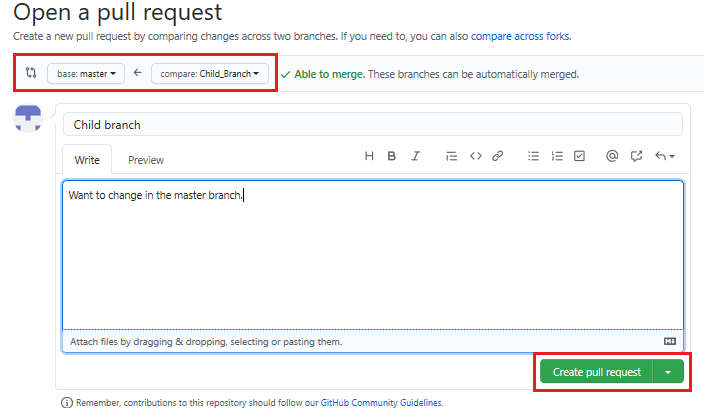 Open a pull request
Create a new pull request by comparing changes across two branches. If you need to, you can also compare across forks.
base: master ← compare: Child_Branch ✓ Able to merge. These branches can be automatically merged.
Child branch
Write Preview H B I @
Want to change in the master branch.
Attach files by dragging & dropping, selecting or pasting them.
Create pull request
Remember, contributions to this repository should follow our GitHub Community Guidelines.